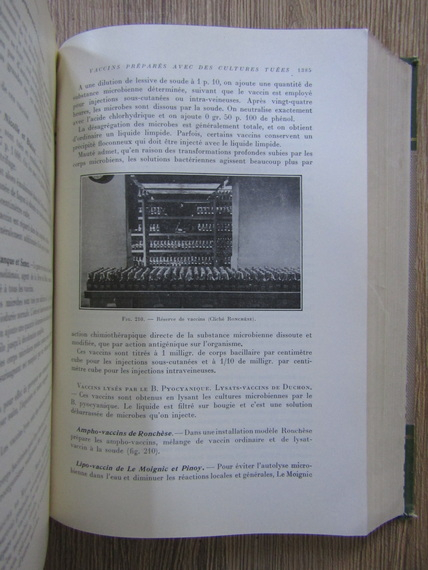 VACCINS PRÉPARÉS AVEC DES CULTURES TUÉES
A une dilution de lessive de soude à 1 p. 10, on ajoute une quantité de
substance microbienne déterminée, suivant que le vaccin est employé
pour injections sous-cutanées ou intra-veineuses. Après vingt-quatre
heures, les microbes sont dissous par la soude. On neutralise exactement
avec l'acide chlorhydrique et on ajoute 0 gr. 50 p. 100 de phénol.
La désagrégation des microbes est généralement totale, et on obtient
d'ordinaire un liquide limpide. Parfois, certains vaccins conservent un
principe floconneux qui doit être injecté avec le liquide limpide.
Mauté admet, qu'en raison des transformations profondes subies par les
corps microbiens, les solutions bactériennes agissent beaucoup plus par
FIG. 210. — Réserve de vaccins (Cliché RONCHÈSE).
action chimiothérapique directe de la substance microbienne dissoute et
modifiée, que par action antigénique sur l'organisme.
Ces vaccins sont titrés à 1 milligr. de corps bacillaire par centimètre
cube pour les injections sous-cutanées et à 1/10 de milligr. par centi-
mètres cube pour les injections intraveineuses.
VACCINS LYSÉS PAR LE B. PYOCYANIQUE. LYSATS-VACCINS DE DUCHON,
— Ces vaccins sont obtenus en lysant les cultures microbiennes par le
B. pyocyanique. Le liquide est filtré sur bougie et c'est une solution
débarrassée de microbes qu'on injecte.
Ampho-vaccins de Ronchèse. — Dans une installation modèle Ronchèse
prépare les ampho-vaccins, mélange de vaccin ordinaire et de lysat-
vaccin à la soude (fig. 210).
Lipo-vaccin de Le Moignic et Pinoy. — Pour éviter l'autolyse micro-
bienne dans l'eau et diminuer les réactions locales et générales, Le Moignic